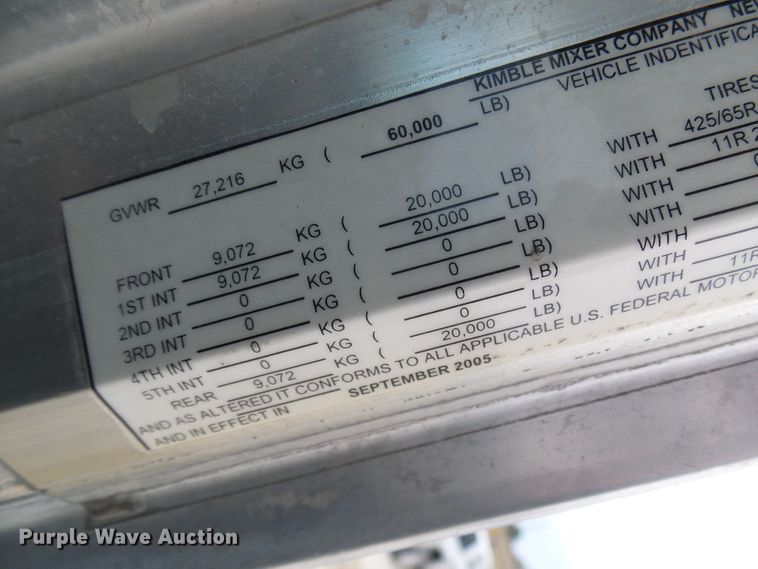 KIMBLE MIXER COMPANY
VEHICLE
GVWR 27,216 KG ( 60,000 LB)
TIRES
FRONT 9,072 KG ( 20,000 LB) WITH 425/65R
1ST INT 9,072 KG ( 20,000 LB) WITH 11R
2ND INT 0 KG ( 0 LB) WITH
3RD INT 0 KG ( 0 LB) WITH
4TH INT 0 KG ( 0 LB) WITH
5TH INT 0 KG ( 0 LB) WITH
REAR 9,072 KG ( 20,000 LB) WITH 11R
AND AS ALTERED IT CONFORMS TO ALL APPLICABLE U.S. FEDERAL MOTOR
AND IN EFFECT IN SEPTEMBER 2005
Purple Wave Auction®